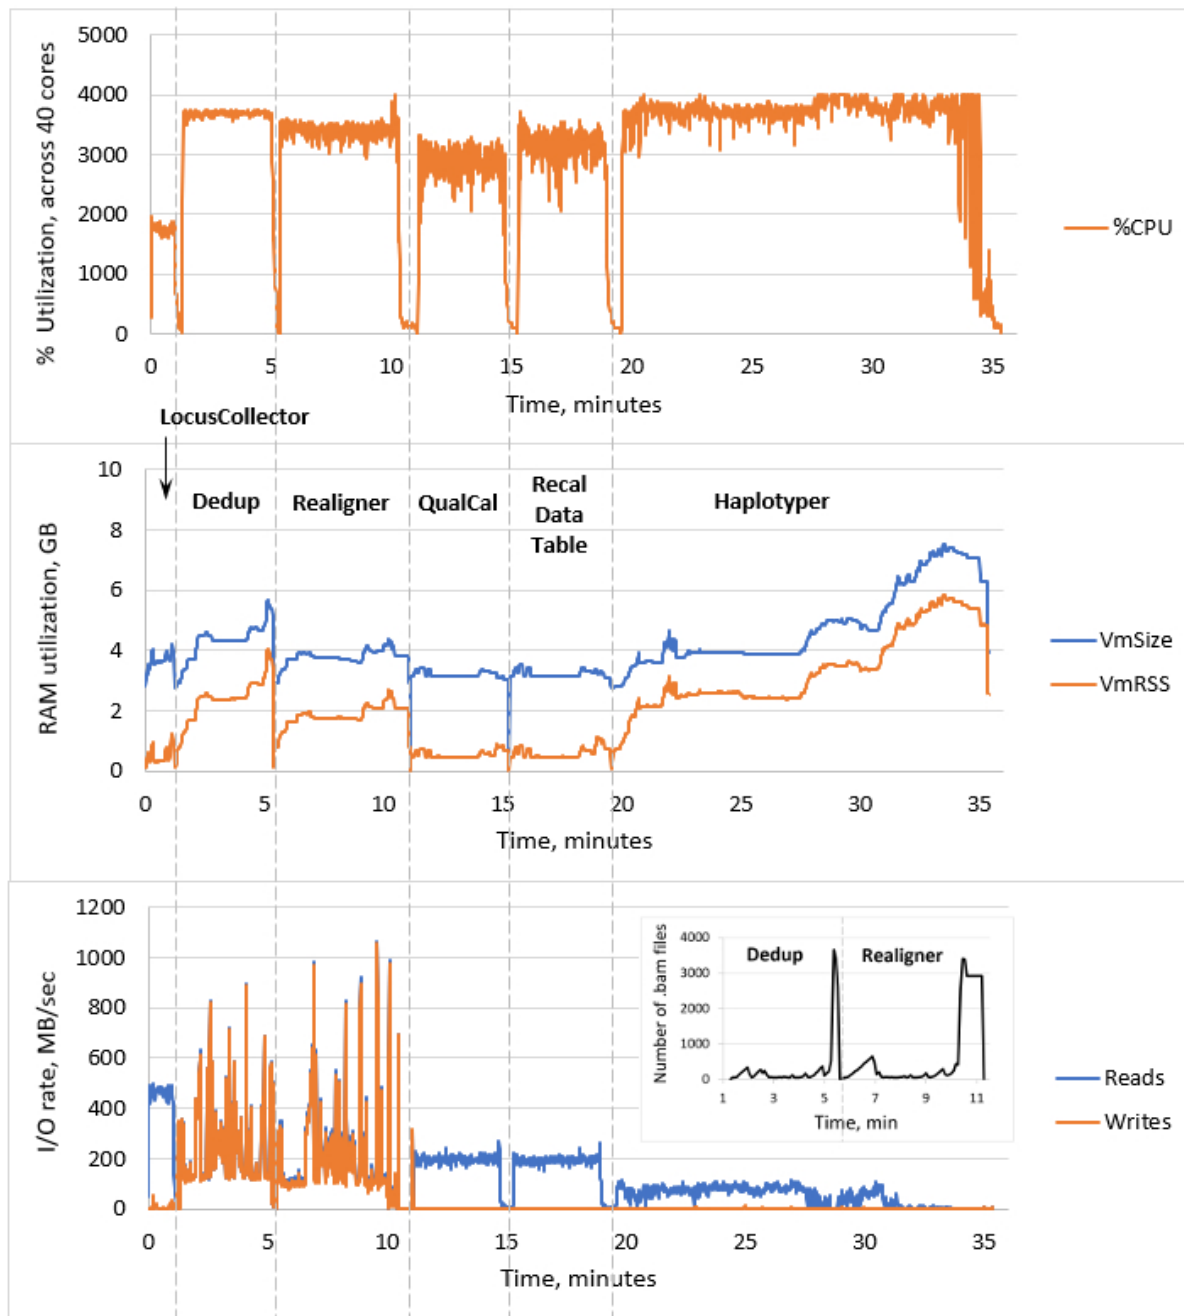 % Utilization, across 40 cores
5000
4000
3000
2000
1000
0
0 5 10 15 20 25 30 35
Time, minutes
%CPU
LocusCollector
RAM utilization, GB
10
8
6
4
2
0
Dedup
Realigner
QualCal
Recal
Data
Table
Haplotyper
0 5 10 15 20 25 30 35
Time, minutes
VmSize
VmRSS
I/O rate, MB/sec
1200
1000
800
600
400
200
0
0 5 10 15 20 25 30 35
Time, minutes
Number of .bam files
4000
3000
2000
1000
0
Dedup
Realigner
1 3 5 7 9 11
Time, min
Reads
Writes